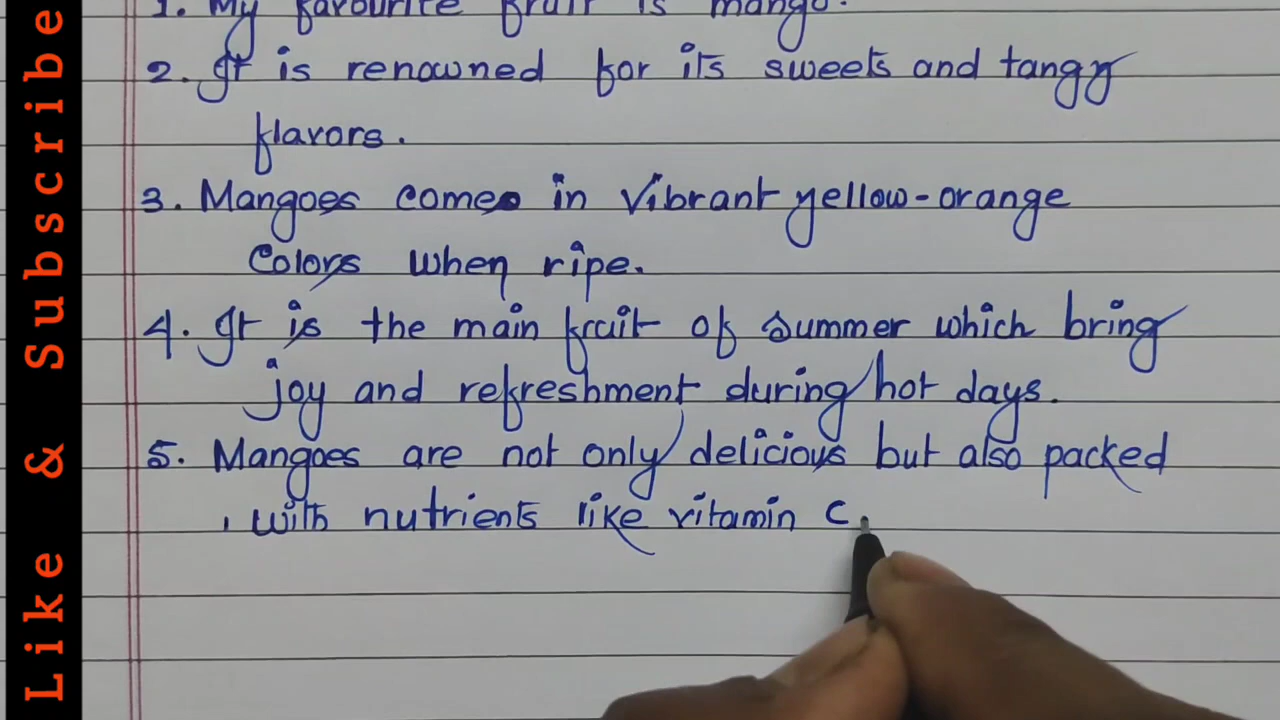 1. My favourite fruit is mango.
2. It is renowned for its sweets and tangy
flavors.
3. Mangoes come in vibrant yellow-orange
Colors when ripe.
4. It is the main fruit of summer which bring
joy and refreshment during hot days.
5. Mangoes are not only delicious but also packed
with nutrients like vitamin C.
Like & Subscribe